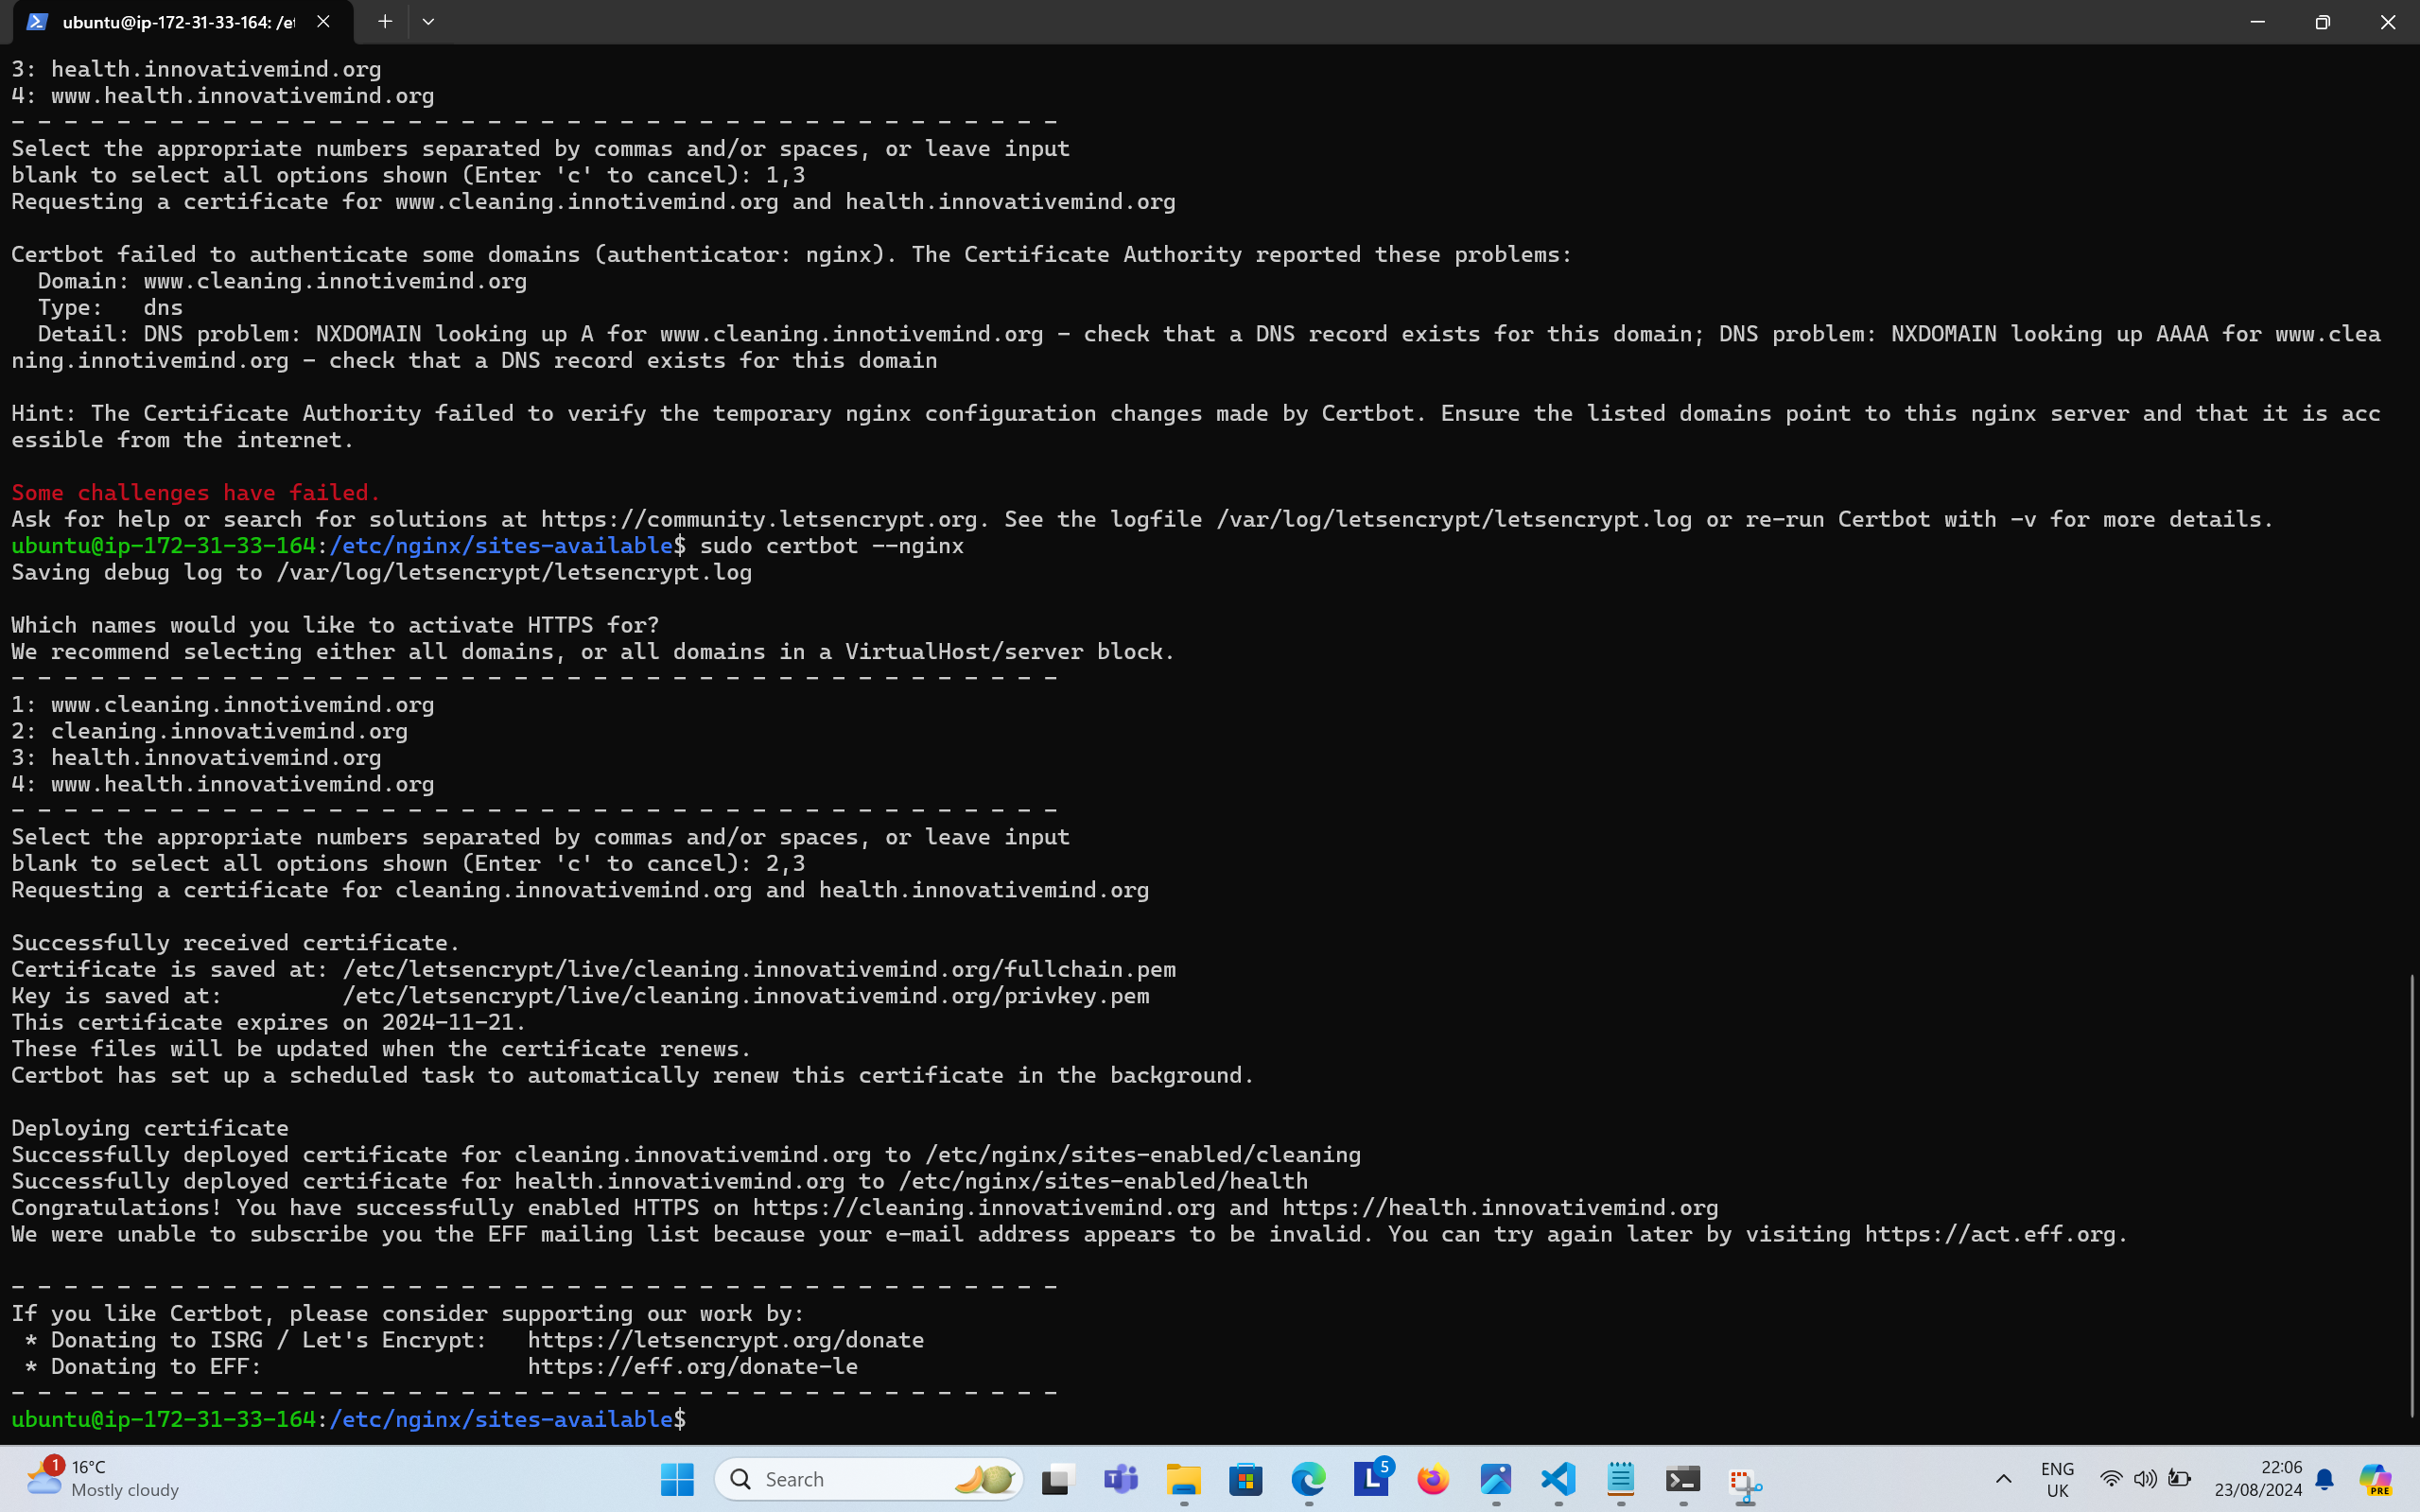 ubuntu@ip-172-31-33-164: /et
3: health.innovativemind.org
4: www.health.innovativemind.org
- - - - - - - - - - - - - - - - - - - - - - - - - - - - - - - - - - - - - - - -
Select the appropriate numbers separated by commas and/or spaces, or leave input
blank to select all options shown (Enter 'c' to cancel): 1,3
Requesting a certificate for www.cleaning.innotivemind.org and health.innovativemind.org
Certbot failed to authenticate some domains (authenticator: nginx). The Certificate Authority reported these problems:
Domain: www.cleaning.innotivemind.org
Type: dns
Detail: DNS problem: NXDOMAIN looking up A for www.cleaning.innotivemind.org - check that a DNS record exists for this domain; DNS problem: NXDOMAIN looking up AAAA for www.clea
ning.innotivemind.org - check that a DNS record exists for this domain
Hint: The Certificate Authority failed to verify the temporary nginx configuration changes made by Certbot. Ensure the listed domains point to this nginx server and that it is acc
essible from the internet.
Some challenges have failed.
Ask for help or search for solutions at https://community.letsencrypt.org. See the logfile /var/log/letsencrypt/letsencrypt.log or re-run Certbot with -v for more details.
ubuntu@ip-172-31-33-164:/etc/nginx/sites-available$ sudo certbot --nginx
Saving debug log to /var/log/letsencrypt/letsencrypt.log
Which names would you like to activate HTTPS for?
We recommend selecting either all domains, or all domains in a VirtualHost/server block.
- - - - - - - - - - - - - - - - - - - - - - - - - - - - - - - - - - - - - - - -
1: www.cleaning.innotivemind.org
2: cleaning.innovativemind.org
3: health.innovativemind.org
4: www.health.innovativemind.org
- - - - - - - - - - - - - - - - - - - - - - - - - - - - - - - - - - - - - - - -
Select the appropriate numbers separated by commas and/or spaces, or leave input
blank to select all options shown (Enter 'c' to cancel): 2,3
Requesting a certificate for cleaning.innovativemind.org and health.innovativemind.org
Successfully received certificate.
Certificate is saved at: /etc/letsencrypt/live/cleaning.innovativemind.org/fullchain.pem
Key is saved at: /etc/letsencrypt/live/cleaning.innovativemind.org/privkey.pem
This certificate expires on 2024-11-21.
These files will be updated when the certificate renews.
Certbot has set up a scheduled task to automatically renew this certificate in the background.
Deploying certificate
Successfully deployed certificate for cleaning.innovativemind.org to /etc/nginx/sites-enabled/cleaning
Successfully deployed certificate for health.innovativemind.org to /etc/nginx/sites-enabled/health
Congratulations! You have successfully enabled HTTPS on https://cleaning.innovativemind.org and https://health.innovativemind.org
We were unable to subscribe you the EFF mailing list because your e-mail address appears to be invalid. You can try again later by visiting https://act.eff.org.
- - - - - - - - - - - - - - - - - - - - - - - - - - - - - - - - - - - - - - - -
If you like Certbot, please consider supporting our work by:
* Donating to ISRG / Let's Encrypt: https://letsencrypt.org/donate
* Donating to EFF: https://eff.org/donate-le
- - - - - - - - - - - - - - - - - - - - - - - - - - - - - - - - - - - - - - - -
ubuntu@ip-172-31-33-164:/etc/nginx/sites-available$
1
16°C
Mostly cloudy
Search
T
L
5
ENG
UK
22:06
23/08/2024
PRE